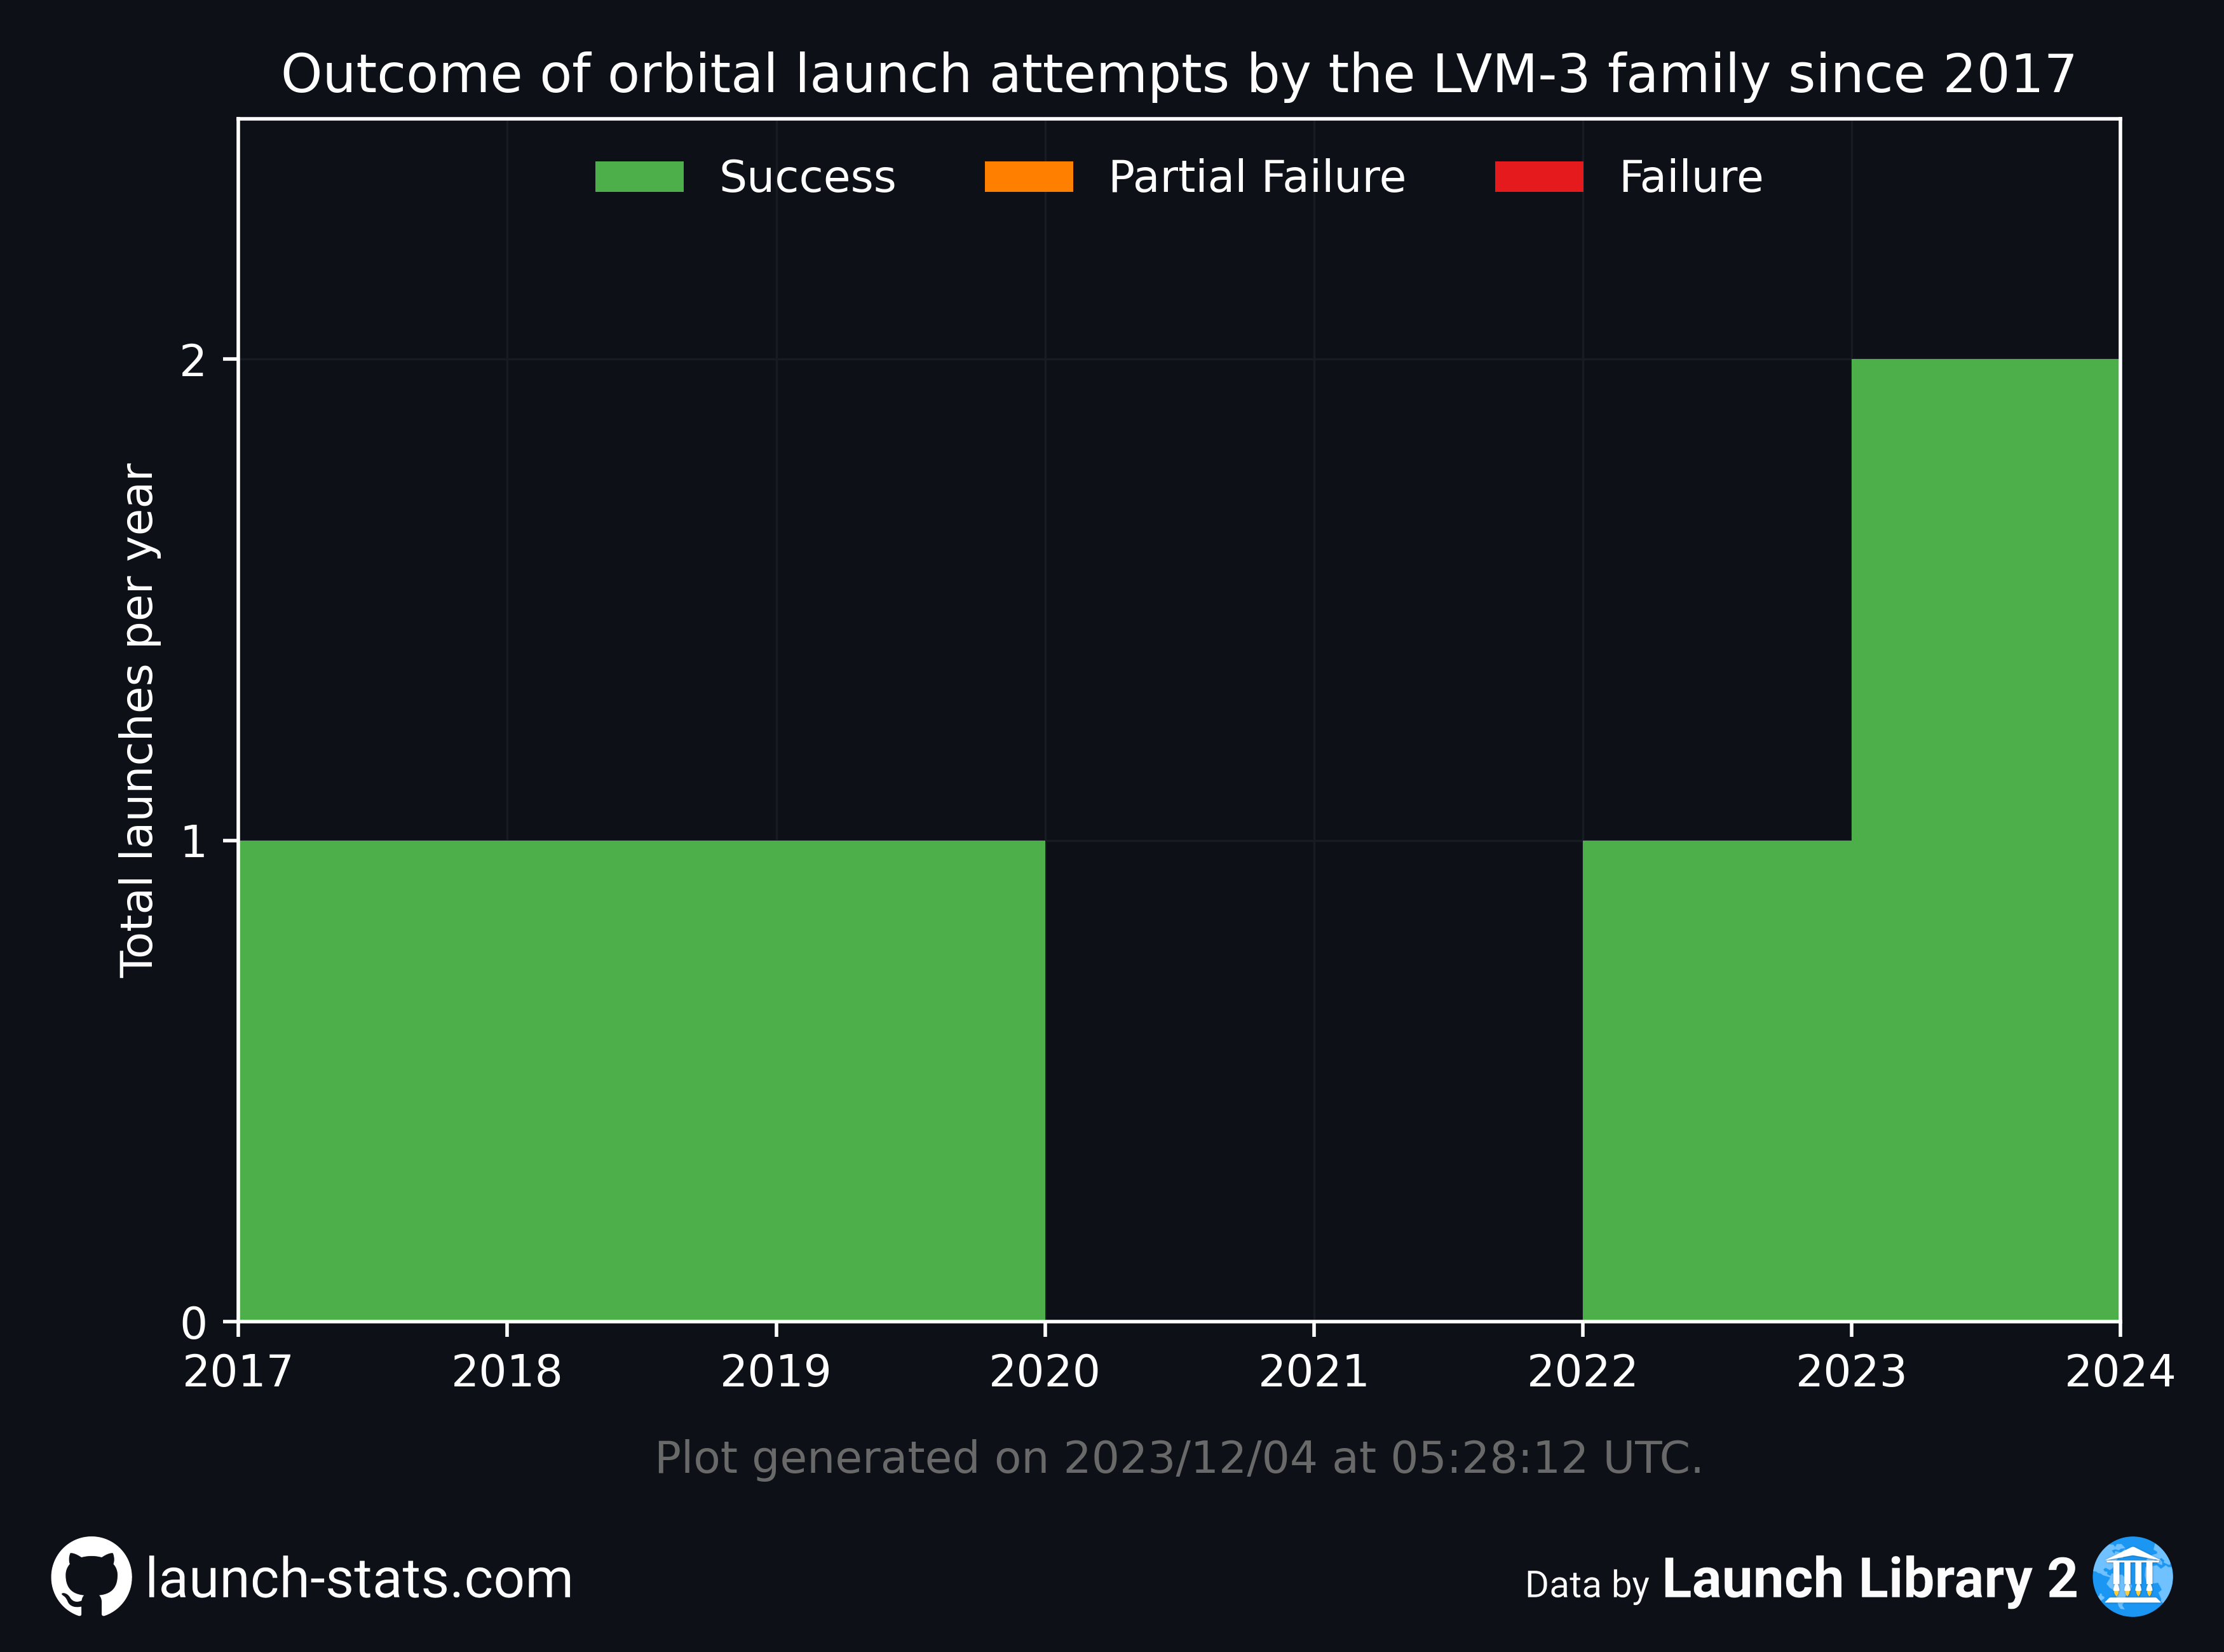 Outcome of orbital launch attempts by the LVM-3 family since 2017
Success Partial Failure Failure
Total launches per year
2
1
0
2017 2018 2019 2020 2021 2022 2023 2024
Plot generated on 2023/12/04 at 05:28:12 UTC.
launch-stats.com
Data by Launch Library 2